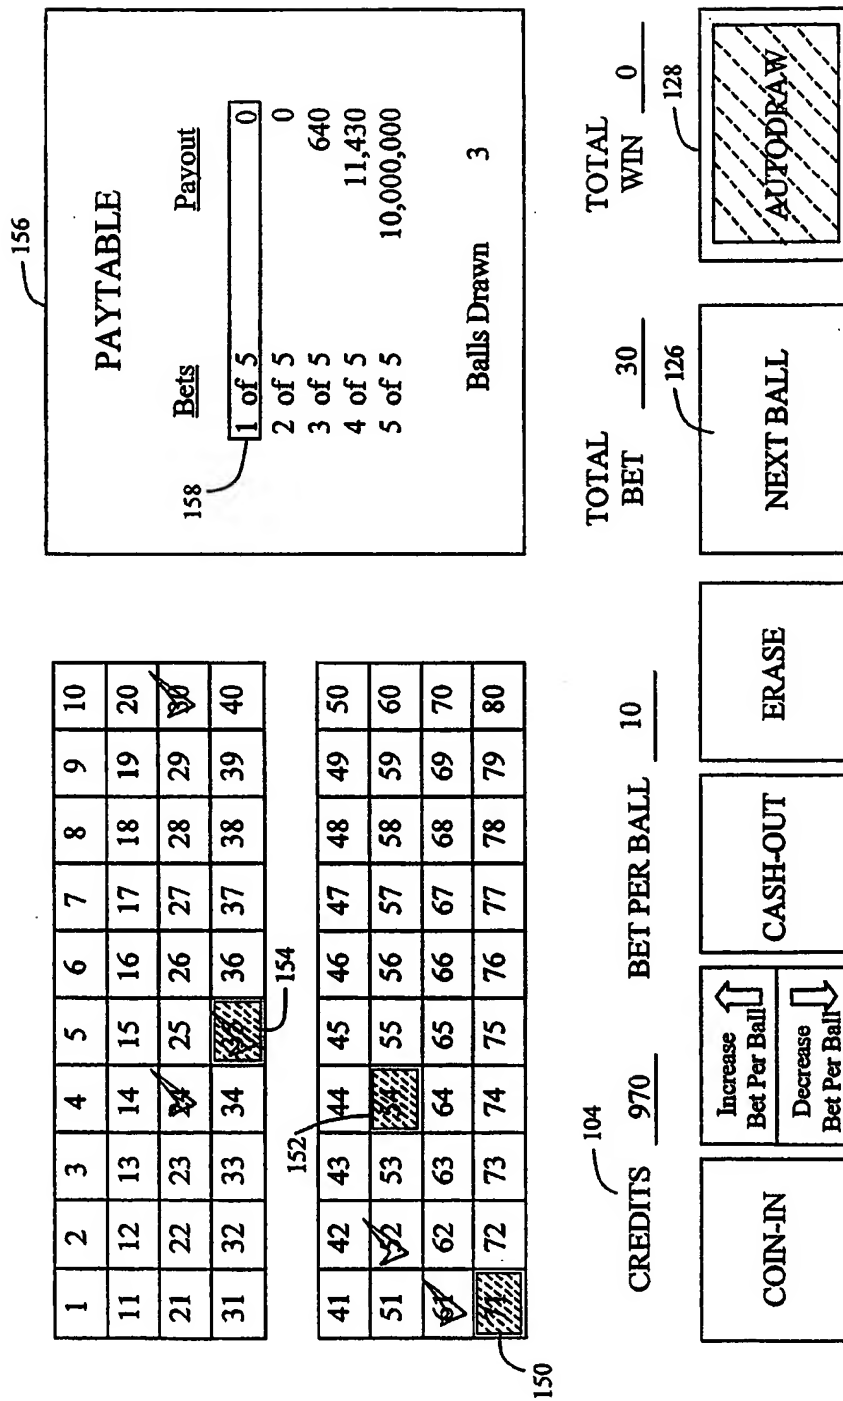 1 2 3 4 5 6 7 8 9 10
11 12 13 14 15 16 17 18 19 20
21 22 23 24 25 26 27 28 29 30
31 32 33 34 36 37 38 39 40
154
152
41 42 43 44 45 46 47 48 49 50
51 52 53 54 55 56 57 58 59 60
61 62 63 64 65 66 67 68 69 70
72 73 74 75 76 77 78 79 80
150
156
PAYTABLE
Bets Payout
158
1 of 5 0
2 of 5 0
3 of 5 640
4 of 5 11,430
5 of 5 10,000,000
Balls Drawn 3
104
CREDITS 970
BET PER BALL 10
TOTAL BET 30
TOTAL WIN 0
COIN-IN
Increase
Bet Per Ball
Decrease
Bet Per Ball
CASH-OUT
ERASE
NEXT BALL
126
AUTODRAW
128